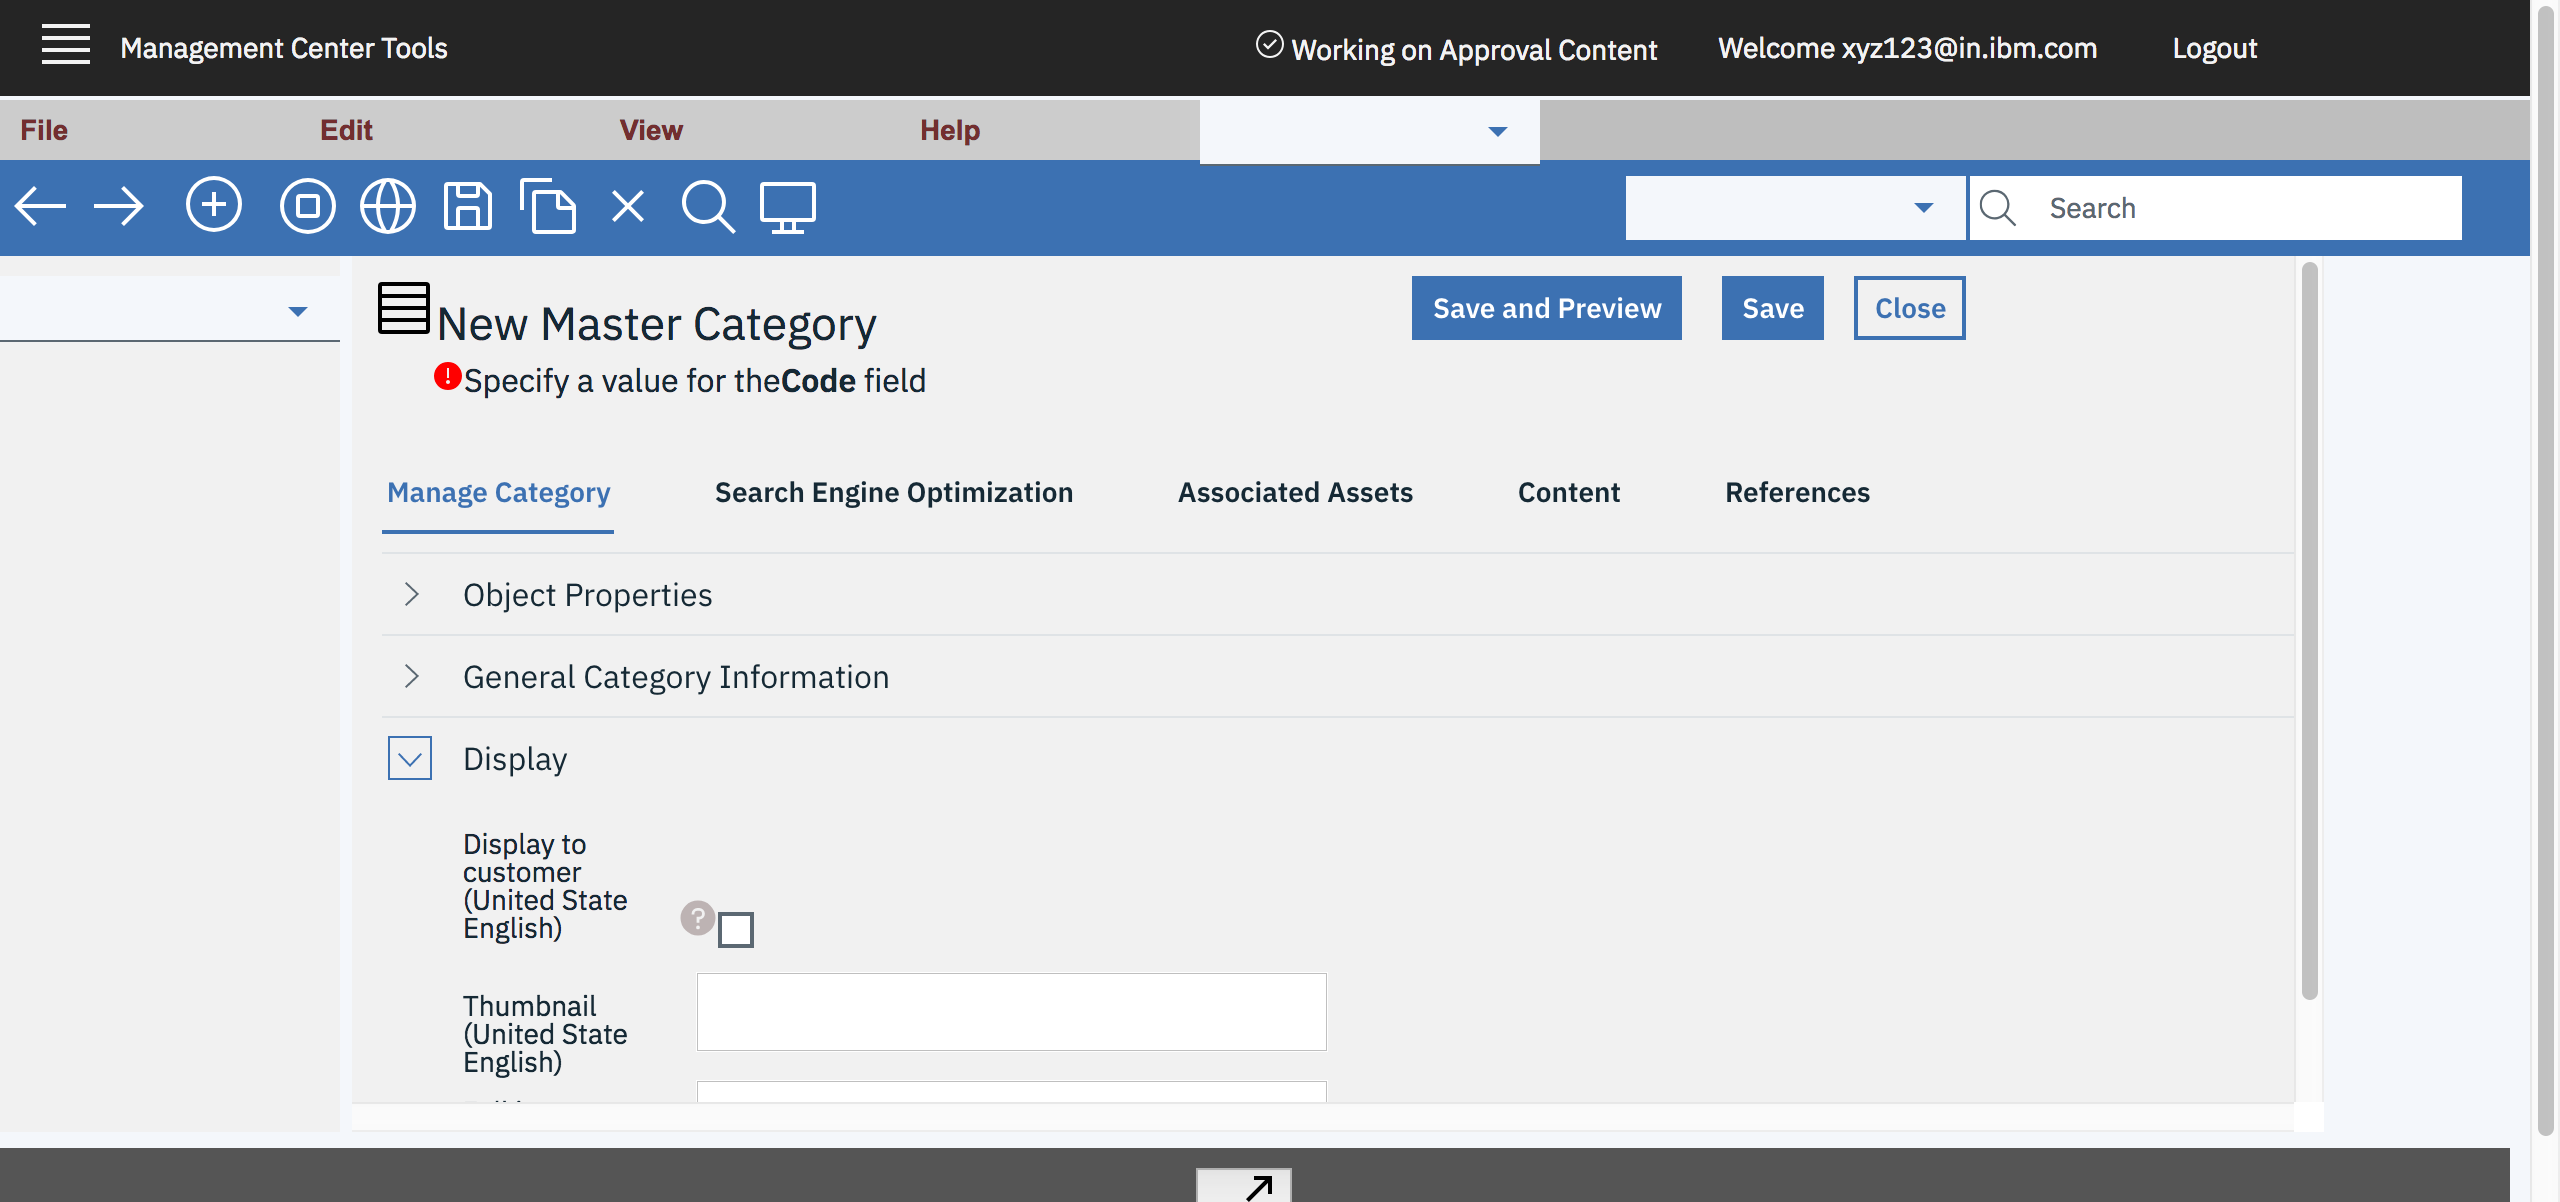 Management Center Tools
Working on Approval Content
Welcome xyz123@in.ibm.com
Logout
File
Edit
View
Help
Search
New Master Category
Save and Preview
Save
Close
Specify a value for theCode field
Manage Category
Search Engine Optimization
Associated Assets
Content
References
Object Properties
General Category Information
Display
Display to
customer
(United State
English)
?
Thumbnail
(United State
English)